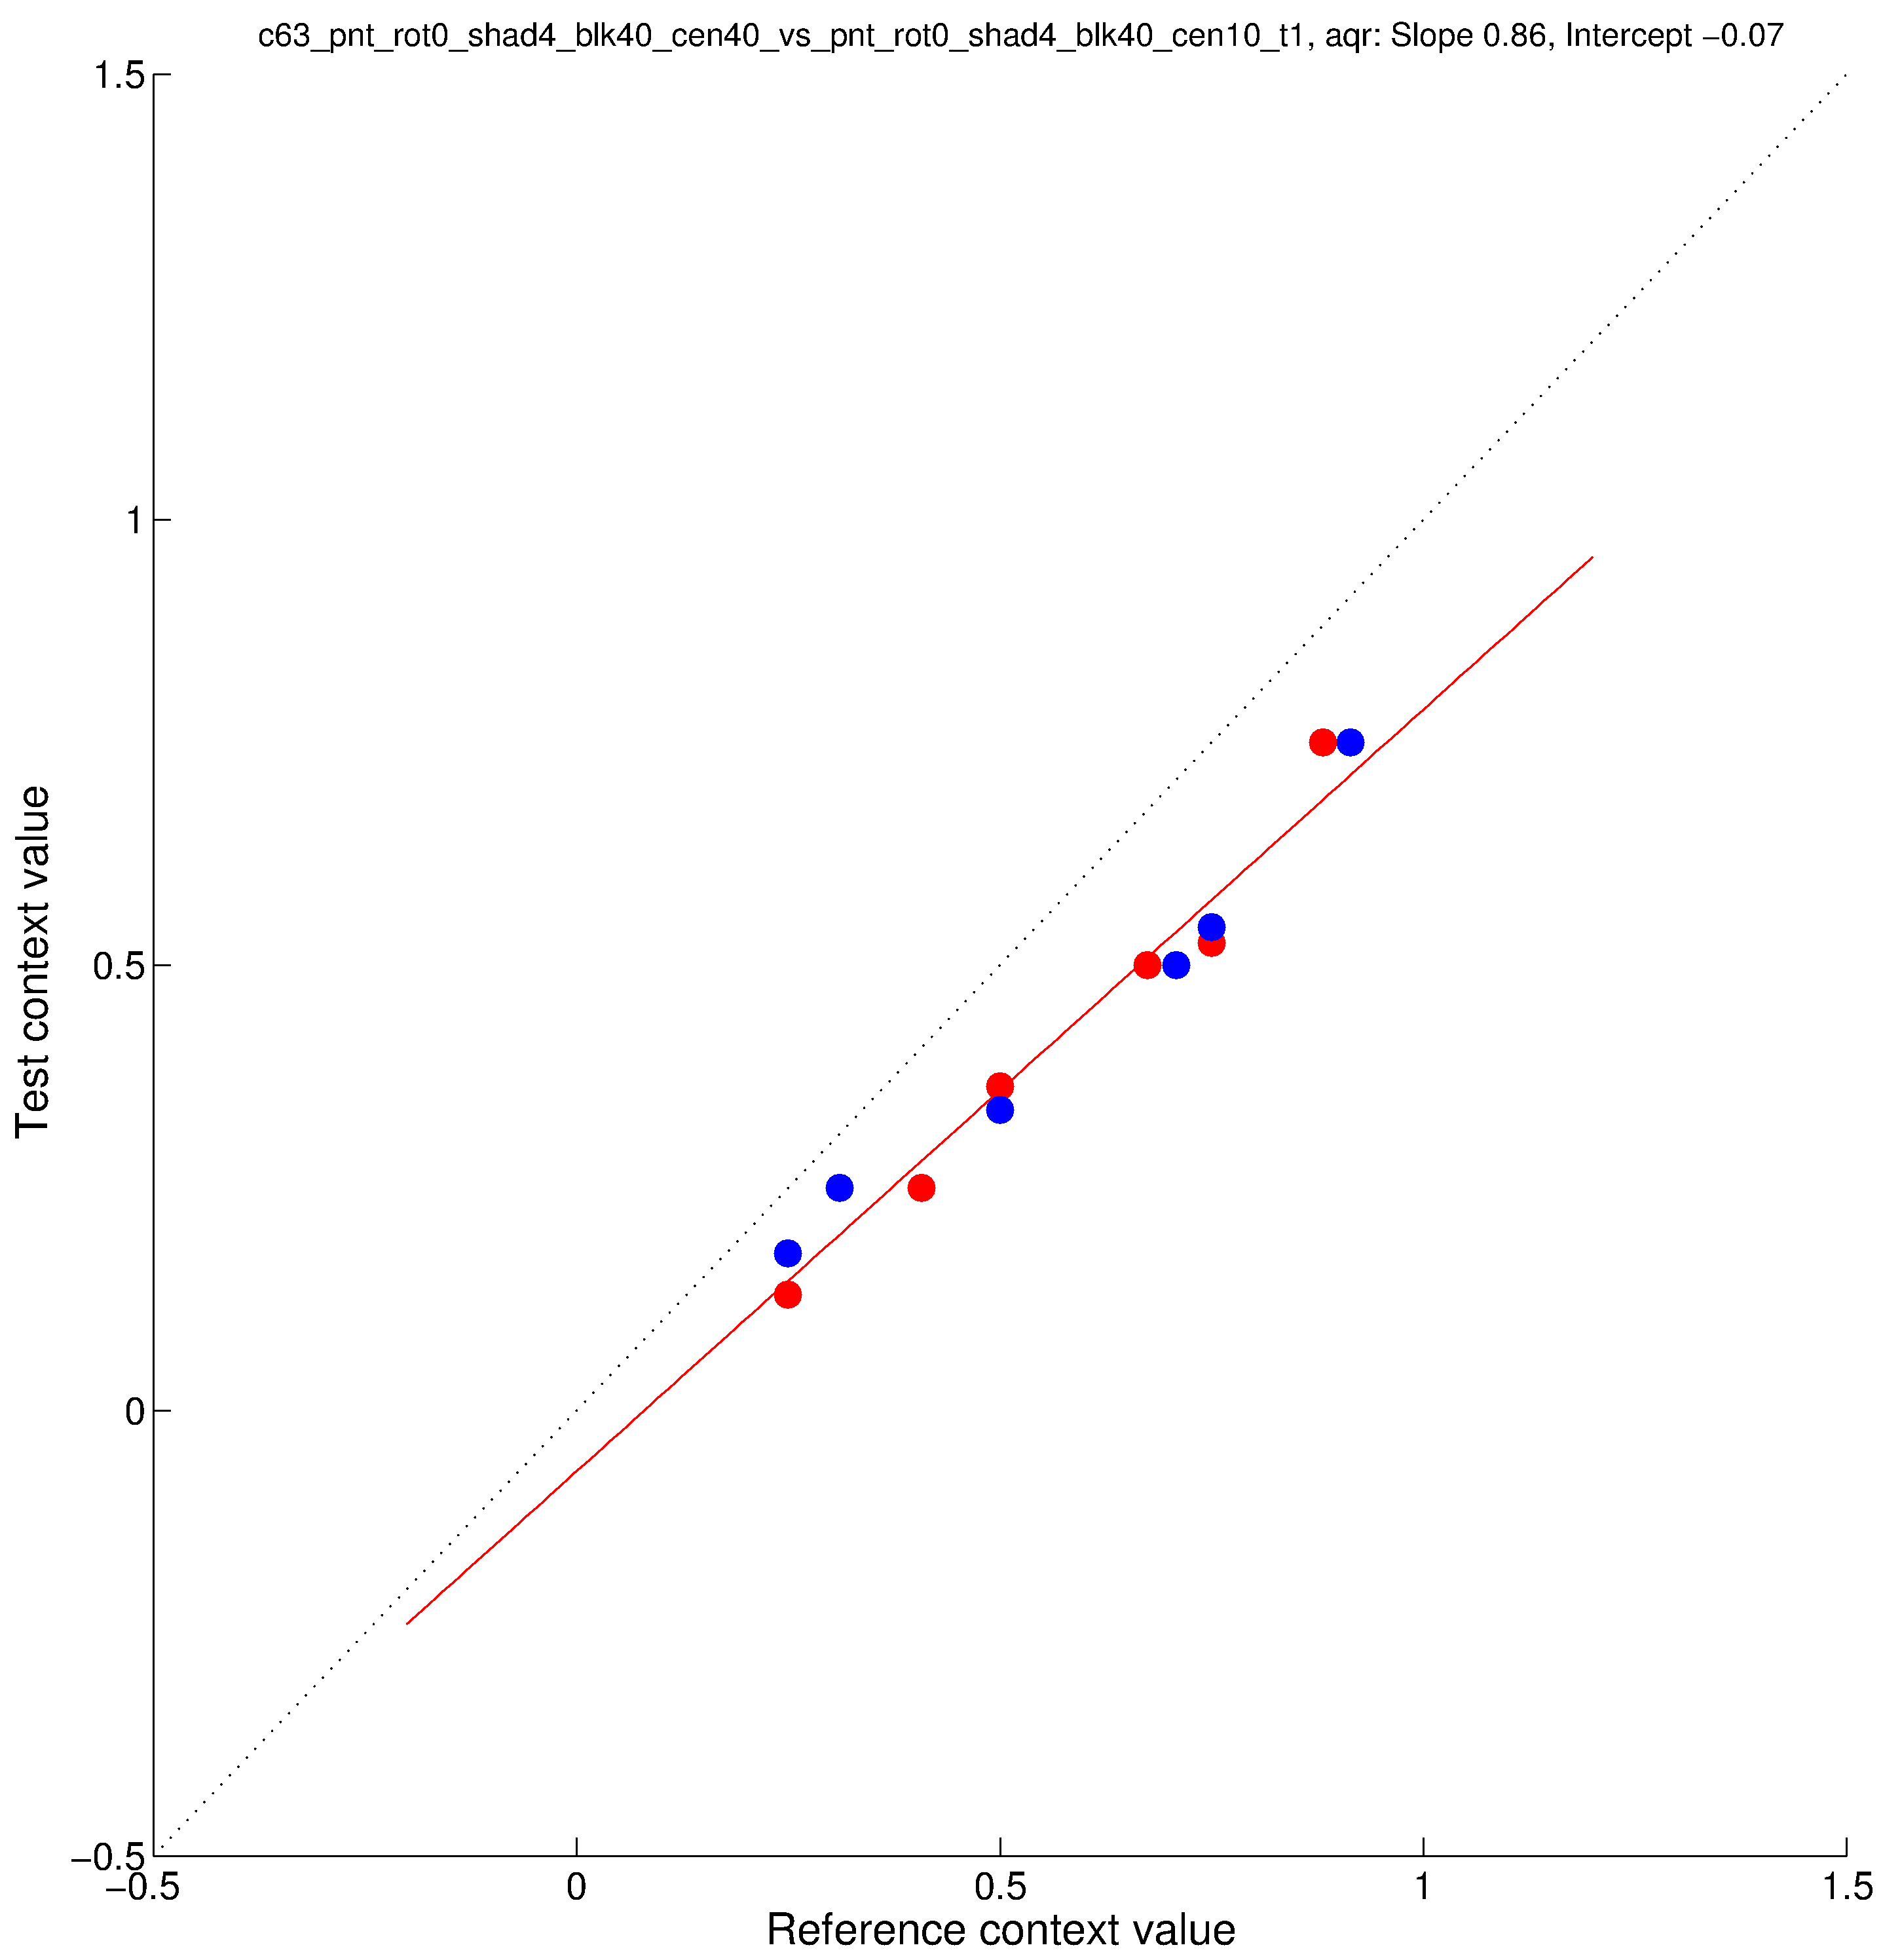 c63_pnt_rot0_shad4_blk40_cen40_vs_pnt_rot0_shad4_blk40_cen10_t1, aqr: Slope 0.86, Intercept −0.07
1.5
1
0.5
0
−0.5
Test context value
−0.5 0 0.5 1 1.5
Reference context value